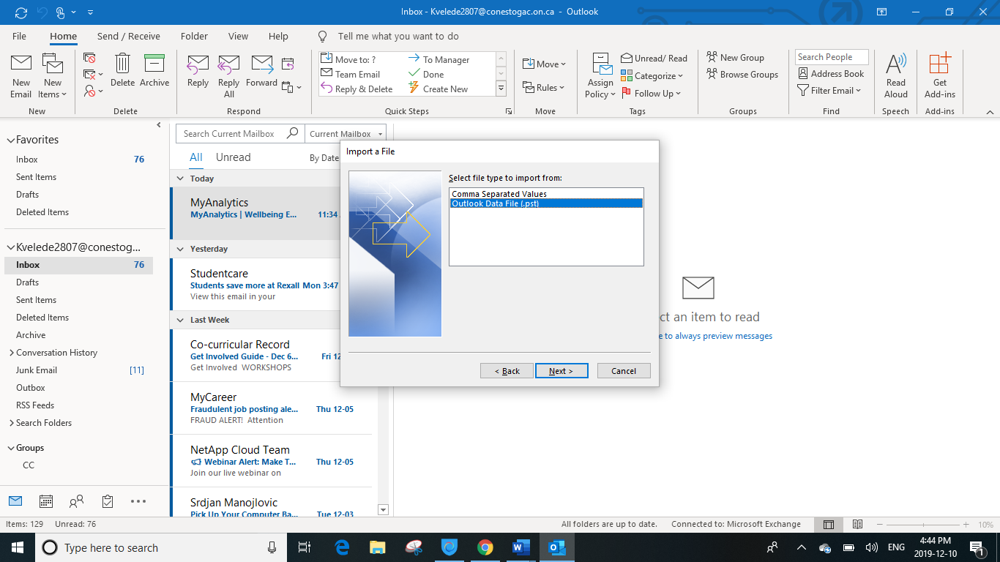 Inbox - Kvelede2807@conestogac.on.ca - Outlook
File Home Send / Receive Folder View Help Tell me what you want to do
New Email
New Items
New
Delete
Archive
Delete
Reply
Reply All
Forward
Respond
Move to: ?
Team Email
Reply & Delete
To Manager
Done
Create New
Quick Steps
Move
Rules
Move
Assign Policy
Unread/ Read
Categorize
Follow Up
Tags
New Group
Browse Groups
Groups
Search People
Address Book
Filter Email
Find
Read Aloud
Speech
Get Add-ins
Add-ins
Favorites
Inbox 76
Sent Items
Drafts
Deleted Items
Kvelede2807@conestog...
Inbox 76
Drafts
Sent Items
Deleted Items
Archive
Conversation History
Junk Email [11]
Outbox
RSS Feeds
Search Folders
Groups
CC
Search Current Mailbox Current Mailbox
All Unread By Date
Today
MyAnalytics
MyAnalytics | Wellbeing E... 11:34
Yesterday
Studentcare
Students save more at Rexall Mon 3:47
View this email in your
Last Week
Co-curricular Record
Get Involved Guide - Dec 6... Fri 12
Get Involved WORKSHOPS
MyCareer
Fraudulent job posting ale... Thu 12-05
FRAUD ALERT! Attention
NetApp Cloud Team
Webinar Alert: Make T... Thu 12-05
Join our live webinar on
Srdjan Manojlovic
Pick Up Your Computer Ba... Tue 12-03
Import a File
Select file type to import from:
Comma Separated Values
Outlook Data File (.pst)
< Back Next > Cancel
ct an item to read
e to always preview messages
Items: 129 Unread: 76 All folders are up to date. Connected to: Microsoft Exchange 10%
Type here to search
ENG
4:44 PM
2019-12-10
1